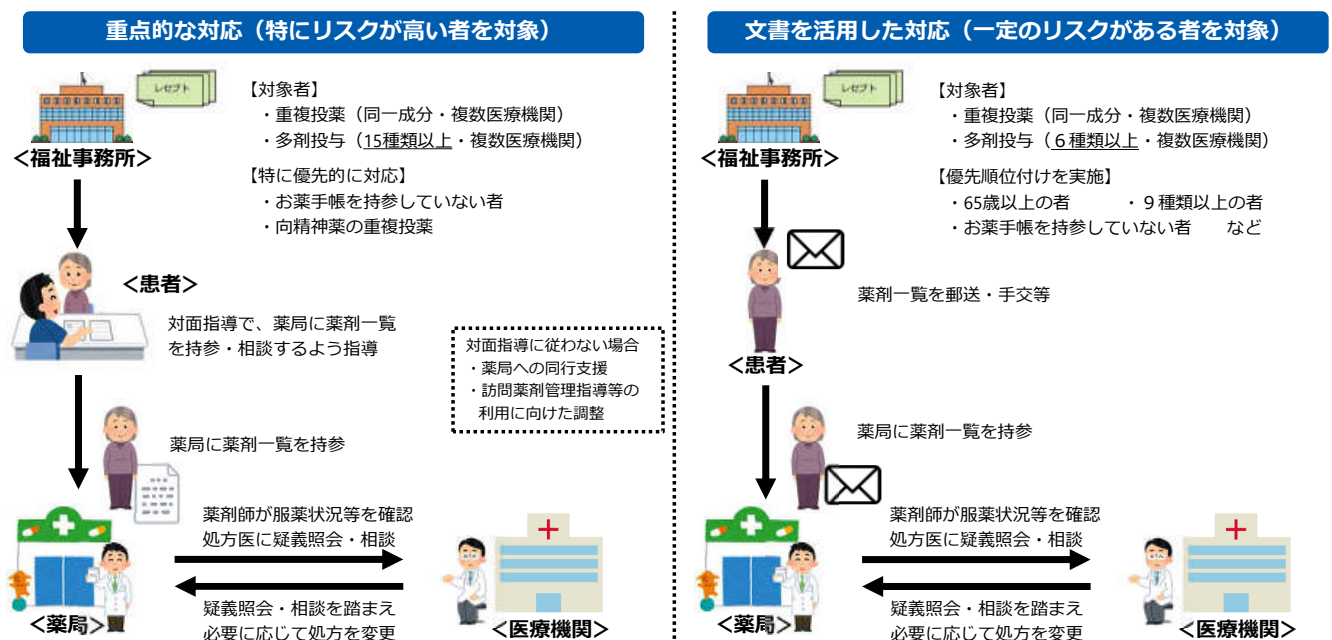 重点的な対応（特にリスクが高い者を対象）
レセプト
【対象者】
・重複投薬（同一成分・複数医療機関）
・多剤投与（15種類以上・複数医療機関）
＜福祉事務所＞
【特に優先的に対応】
・お薬手帳を持参していない者
・向精神薬の重複投薬
＜患者＞
対面指導で、薬局に薬剤一覧
を持参・相談するよう指導
対面指導に従わない場合
・薬局への同行支援
・訪問薬剤管理指導等の
利用に向けた調整
薬局に薬剤一覧を持参
薬剤師が服薬状況等を確認
処方医に疑義照会・相談
疑義照会・相談を踏まえ
必要に応じて処方を変更
＜薬局＞
＜医療機関＞
文書を活用した対応（一定のリスクがある者を対象）
レセプト
【対象者】
・重複投薬（同一成分・複数医療機関）
・多剤投与（６種類以上・複数医療機関）
＜福祉事務所＞
【優先順位付けを実施】
・65歳以上の者　・９種類以上の者
・お薬手帳を持参していない者　など
薬剤一覧を郵送・手交等
＜患者＞
薬局に薬剤一覧を持参
薬剤師が服薬状況等を確認
処方医に疑義照会・相談
疑義照会・相談を踏まえ
必要に応じて処方を変更
＜薬局＞
＜医療機関＞